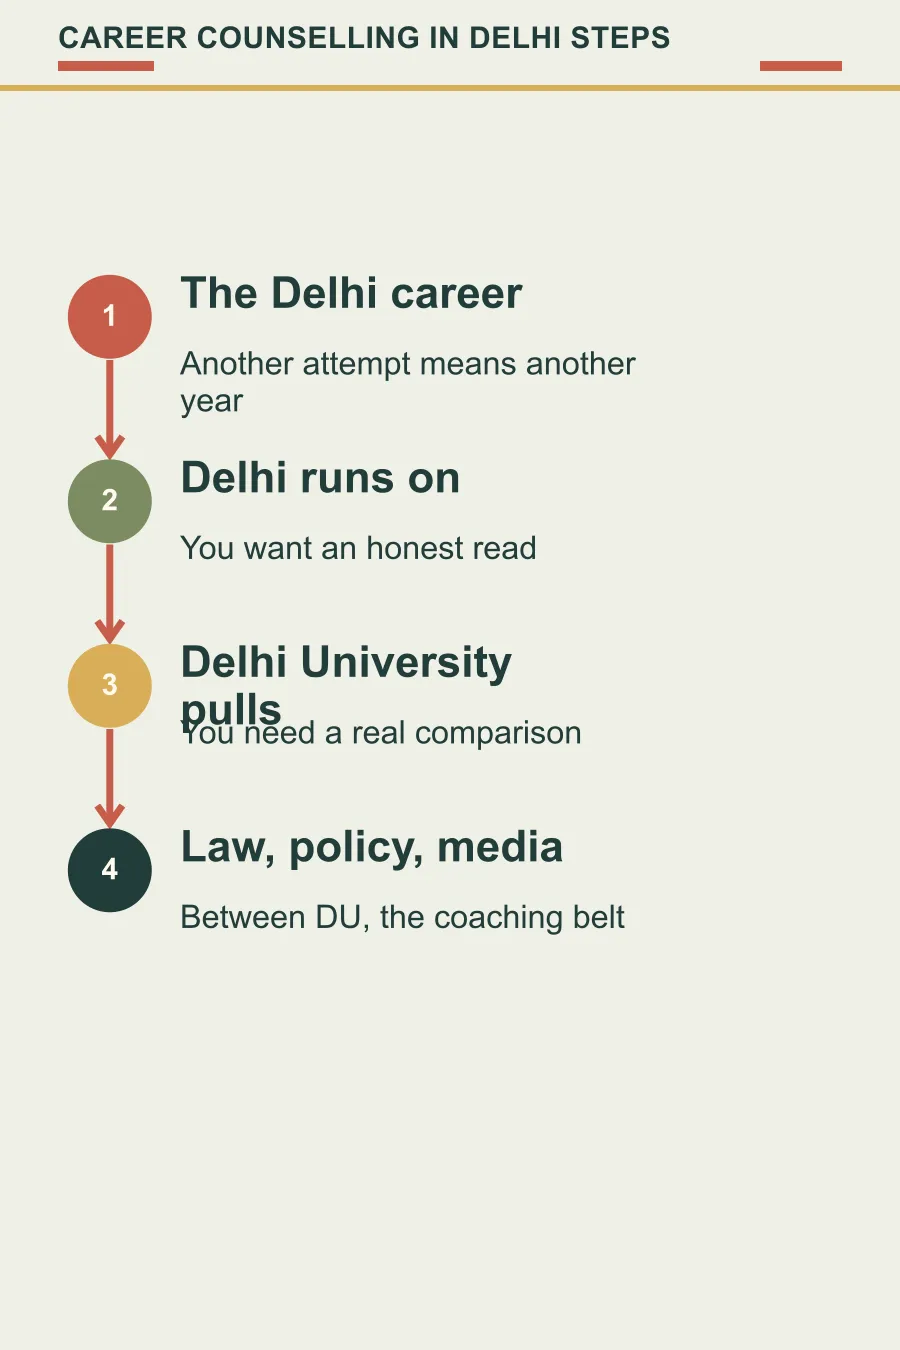 CAREER COUNSELLING IN DELHI STEPS
1
The Delhi career
Another attempt means another
year
2
Delhi runs on
You want an honest read
3
Delhi University
pulls
You need a real comparison
4
Law, policy, media
Between DU, the coaching belt